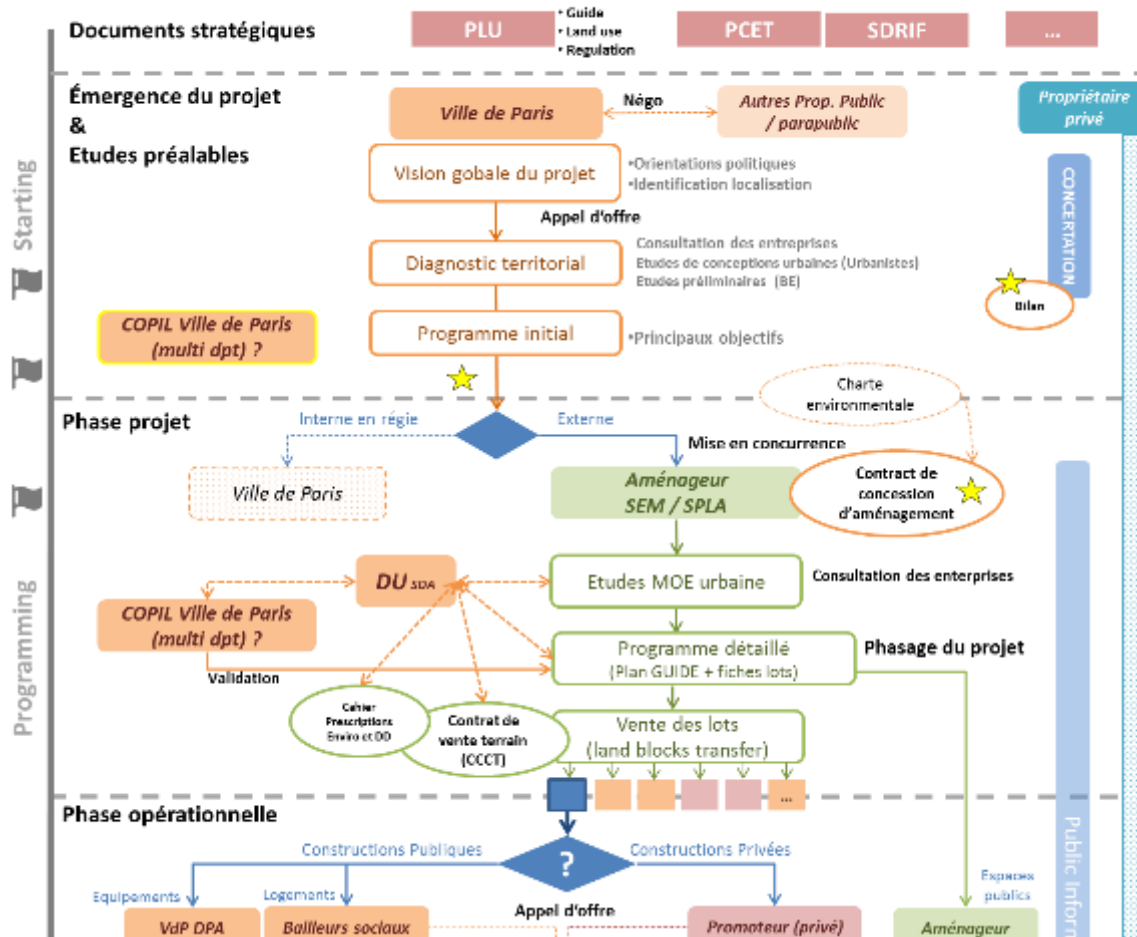 Documents stratégiques
PLU
•Guide
•Land use
•Regulation
PCET
SDRIF
...
Émergence du projet
&
Etudes préalables
Ville de Paris
Négo
Autres Prop. Public
/ parapublic
Propriétaire
privé
Starting
Vision gobale du projet
•Orientations politiques
•Identification localisation
CONCERTATION
Appel d'offre
Diagnostic territorial
Consultation des entreprises
Etudes de conceptions urbaines (Urbanistes)
Etudes préliminaires (BE)
Bilan
COPIL Ville de Paris
(multi dpt) ?
Programme initial
•Principaux objectifs
Charte
environmentale
Phase projet
Interne en régie
Externe
Mise en concurrence
Ville de Paris
Aménageur
SEM / SPLA
Contract de
concession
d'aménagement
Programming
DU SDA
Etudes MOE urbaine
Consultation des enterprises
COPIL Ville de Paris
(multi dpt) ?
Validation
Programme détaillé
(Plan GUIDE + fiches lots)
Phasage du projet
Cahier
Prescriptions
Enviro et DD
Contrat de
vente terrain
(CCCT)
Vente des lots
(land blocks transfer)
...
Phase opérationnelle
Public Inform
Constructions Publiques
?
Constructions Privées
Equipements
Logements
Appel d'offre
Espaces
publics
VdP DPA
Bailleurs sociaux
Promoteur (privé)
Aménageur